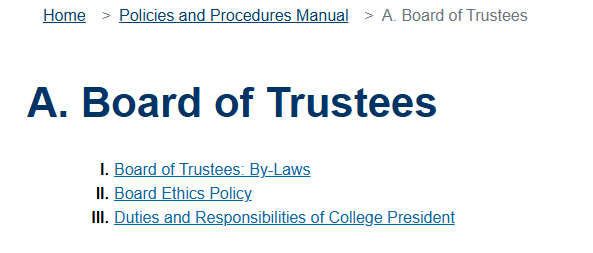 Home > Policies and Procedures Manual > A. Board of Trustees
A. Board of Trustees
I. Board of Trustees: By-Laws
II. Board Ethics Policy
III. Duties and Responsibilities of College President